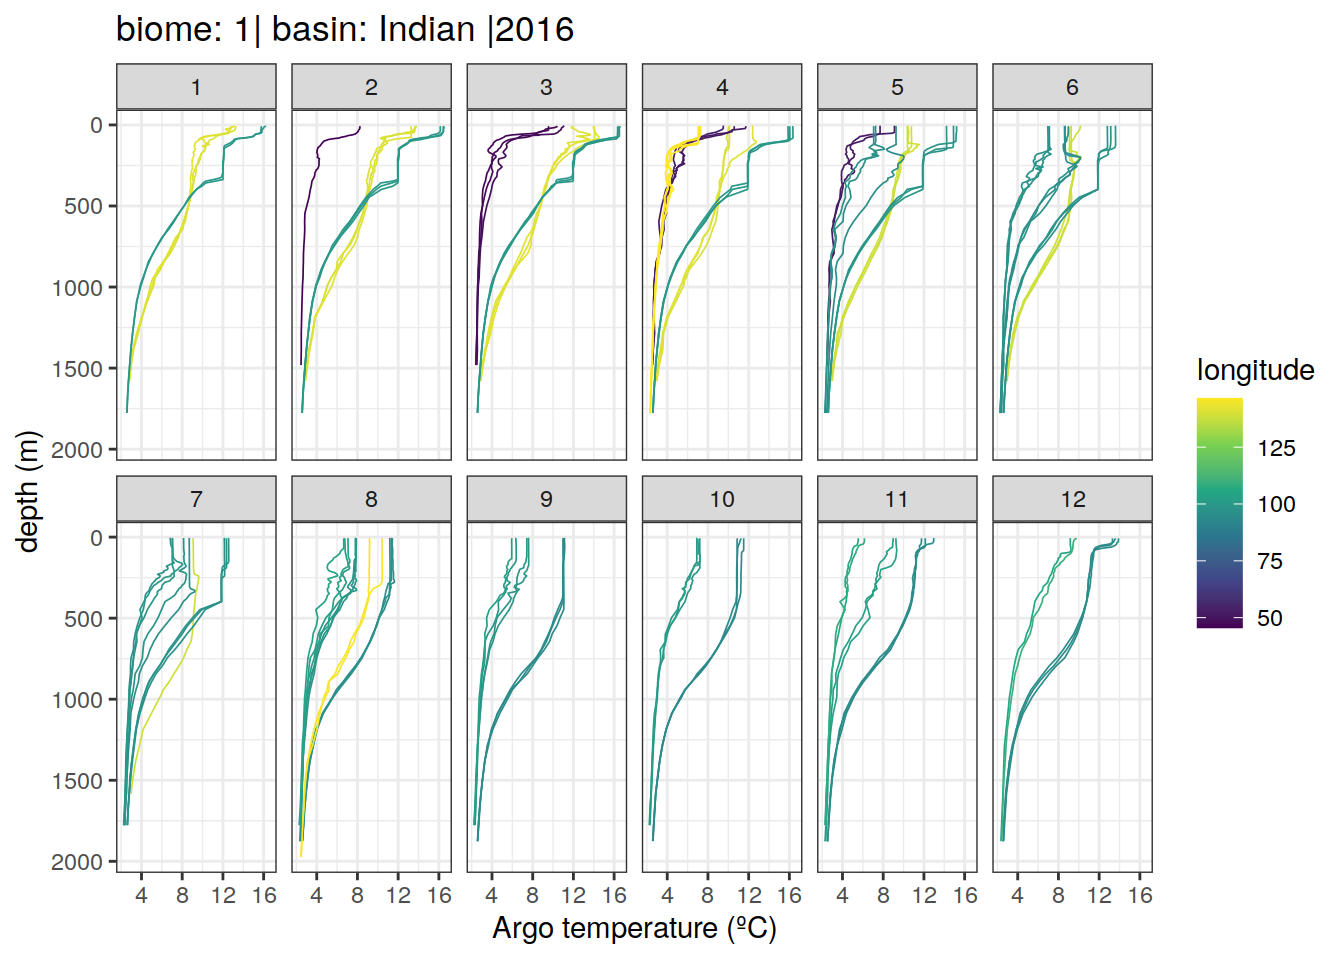 biome: 1| basin: Indian |2016
1 2 3 4 5 6
0
500
1000
1500
2000
7 8 9 10 11 12
0
500
1000
1500
2000
4 8 12 16 4 8 12 16 4 8 12 16 4 8 12 16 4 8 12 16 4 8 12 16
Argo temperature (ºC)
depth (m)
longitude
125
100
75
50